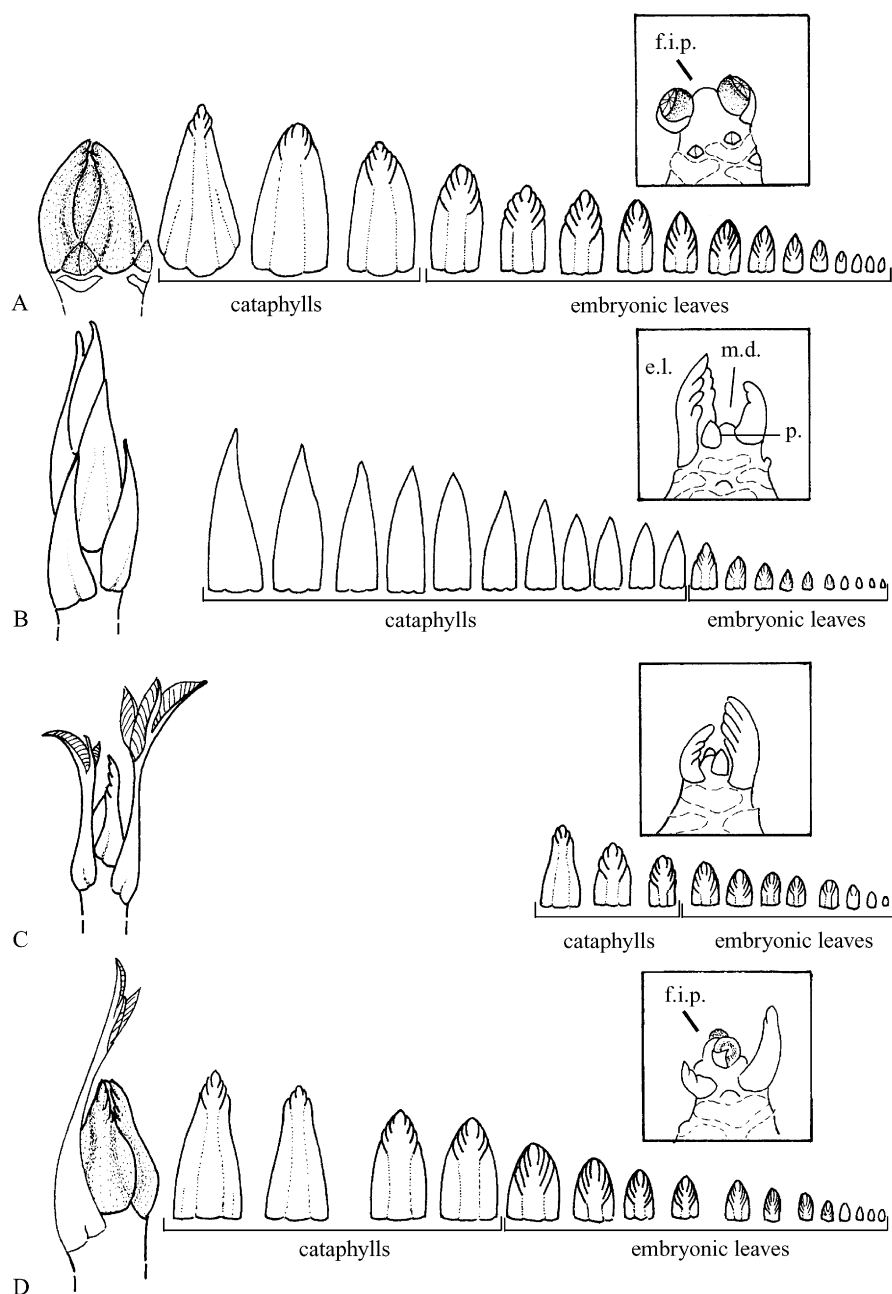 f.i.p.
A
cataphylls
embryonic leaves
e.l.
m.d.
p.
B
cataphylls
embryonic leaves
C
cataphylls
embryonic leaves
f.i.p.
D
cataphylls
embryonic leaves